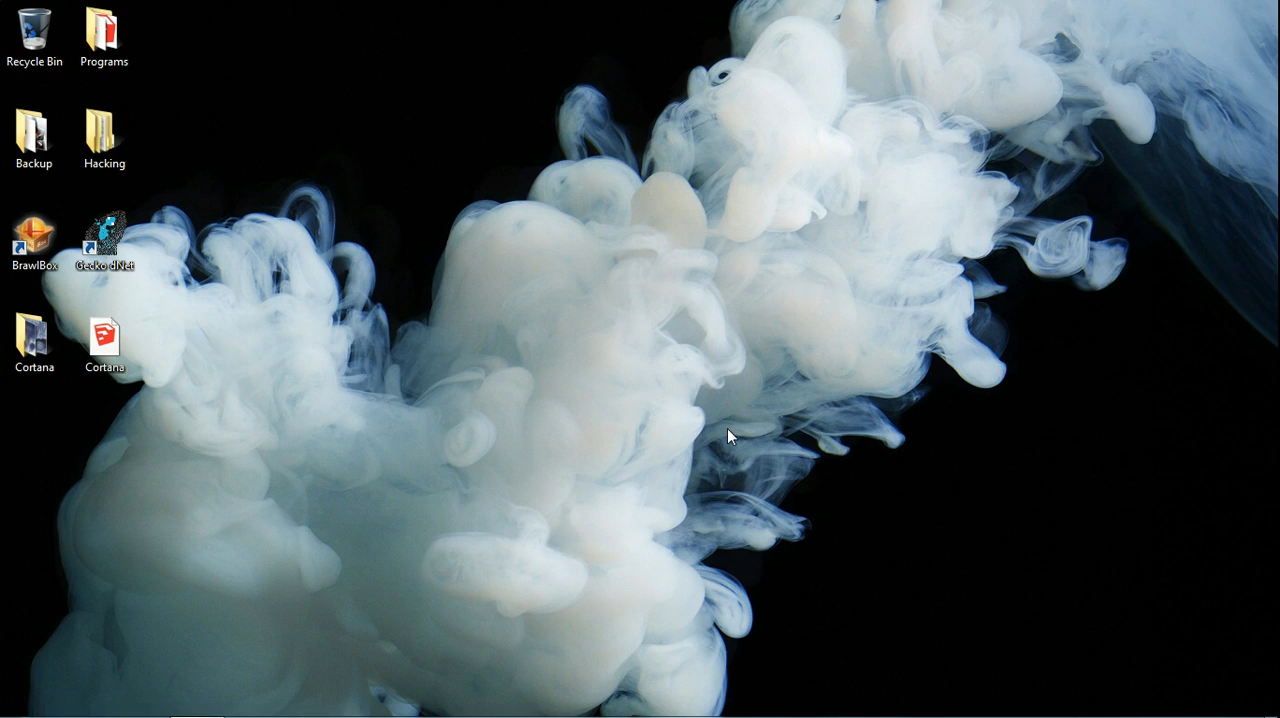 Recycle Bin
Programs
Backup
Hacking
BrawlBox
Gecko dNet
Cortana
Cortana